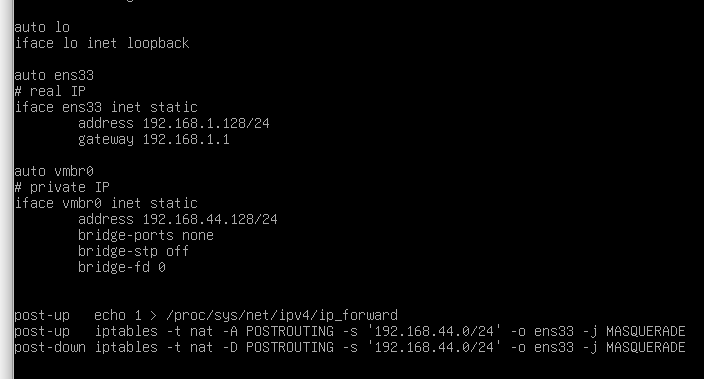 auto lo
iface lo inet loopback
auto ens33
# real IP
iface ens33 inet static
address 192.168.1.128/24
gateway 192.168.1.1
auto vmbr0
# private IP
iface vmbr0 inet static
address 192.168.44.128/24
bridge-ports none
bridge-stp off
bridge-fd 0
post-up   echo 1 > /proc/sys/net/ipv4/ip_forward
post-up   iptables -t nat -A POSTROUTING -s '192.168.44.0/24' -o ens33 -j MASQUERADE
post-down iptables -t nat -D POSTROUTING -s '192.168.44.0/24' -o ens33 -j MASQUERADE